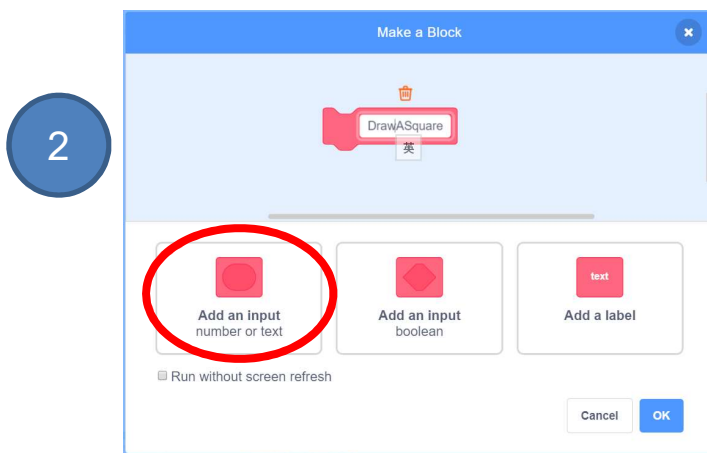 Make a Block
2
DrawASquare
英
text
Add an input
number or text
Add an input
boolean
Add a label
Run without screen refresh
Cancel
OK